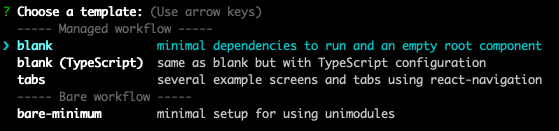 ? Choose a template: (Use arrow keys)
----- Managed workflow -----
❯ blank minimal dependencies to run and an empty root component
blank (TypeScript) same as blank but with TypeScript configuration
tabs several example screens and tabs using react-navigation
----- Bare workflow -----
bare-minimum minimal setup for using unimodules